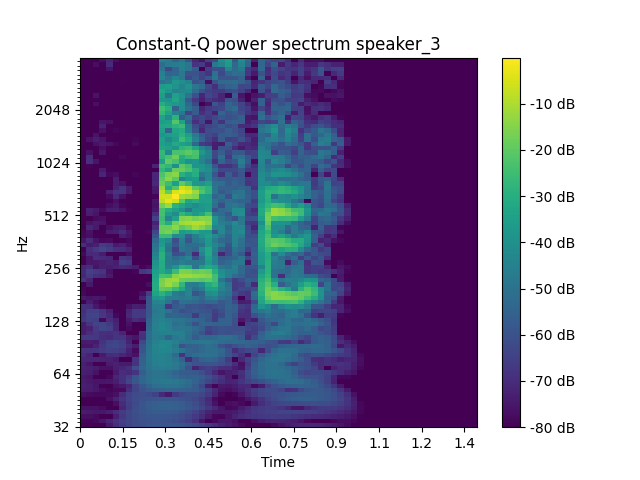 Constant-Q power spectrum speaker_3
Hz
2048
1024
512
256
128
64
32
0 0.15 0.3 0.45 0.6 0.75 0.9 1.1 1.2 1.4
Time
-10 dB
-20 dB
-30 dB
-40 dB
-50 dB
-60 dB
-70 dB
-80 dB